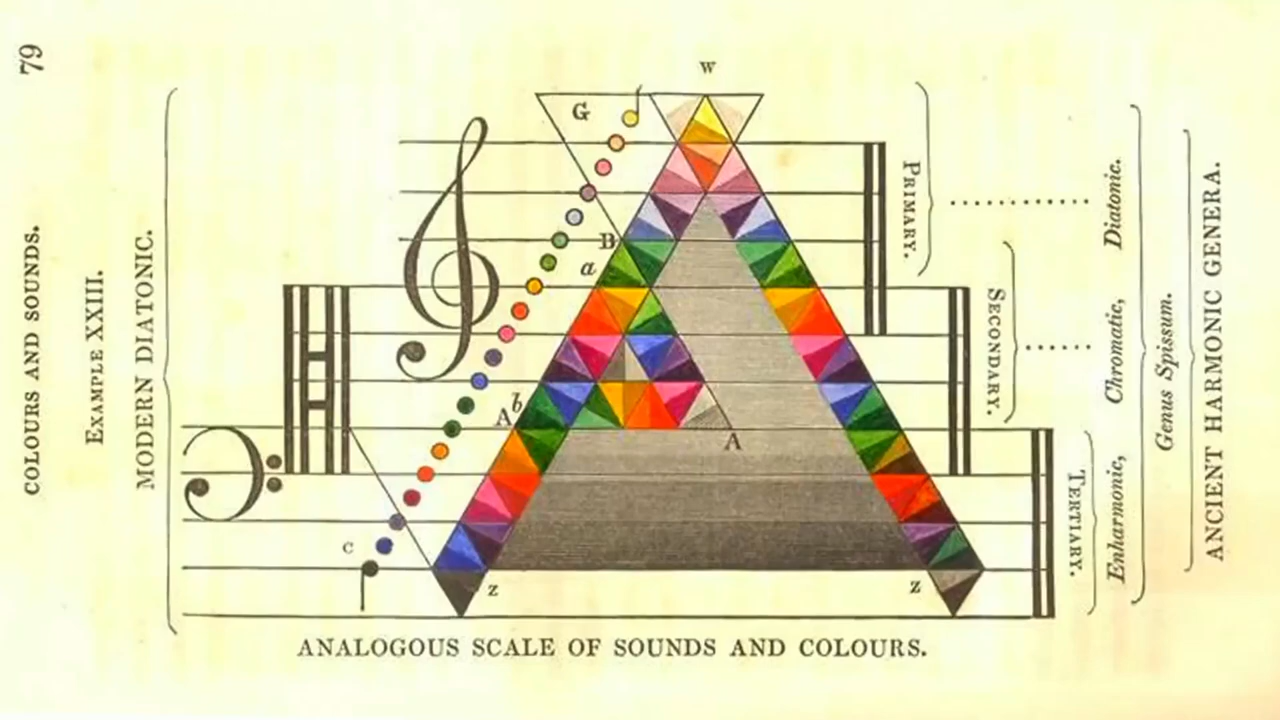 79
COLOURS AND SOUNDS.
EXAMPLE XXIII.
MODERN DIATONIC.
W
G
B
a
b
A
A
C
Z
Z
PRIMARY.
SECONDARY.
TERTIARY.
Diatonic.
Chromatic,
Enharmonic,
Genus Spissum.
ANCIENT HARMONIC GENERA.
ANALOGOUS SCALE OF SOUNDS AND COLOURS.